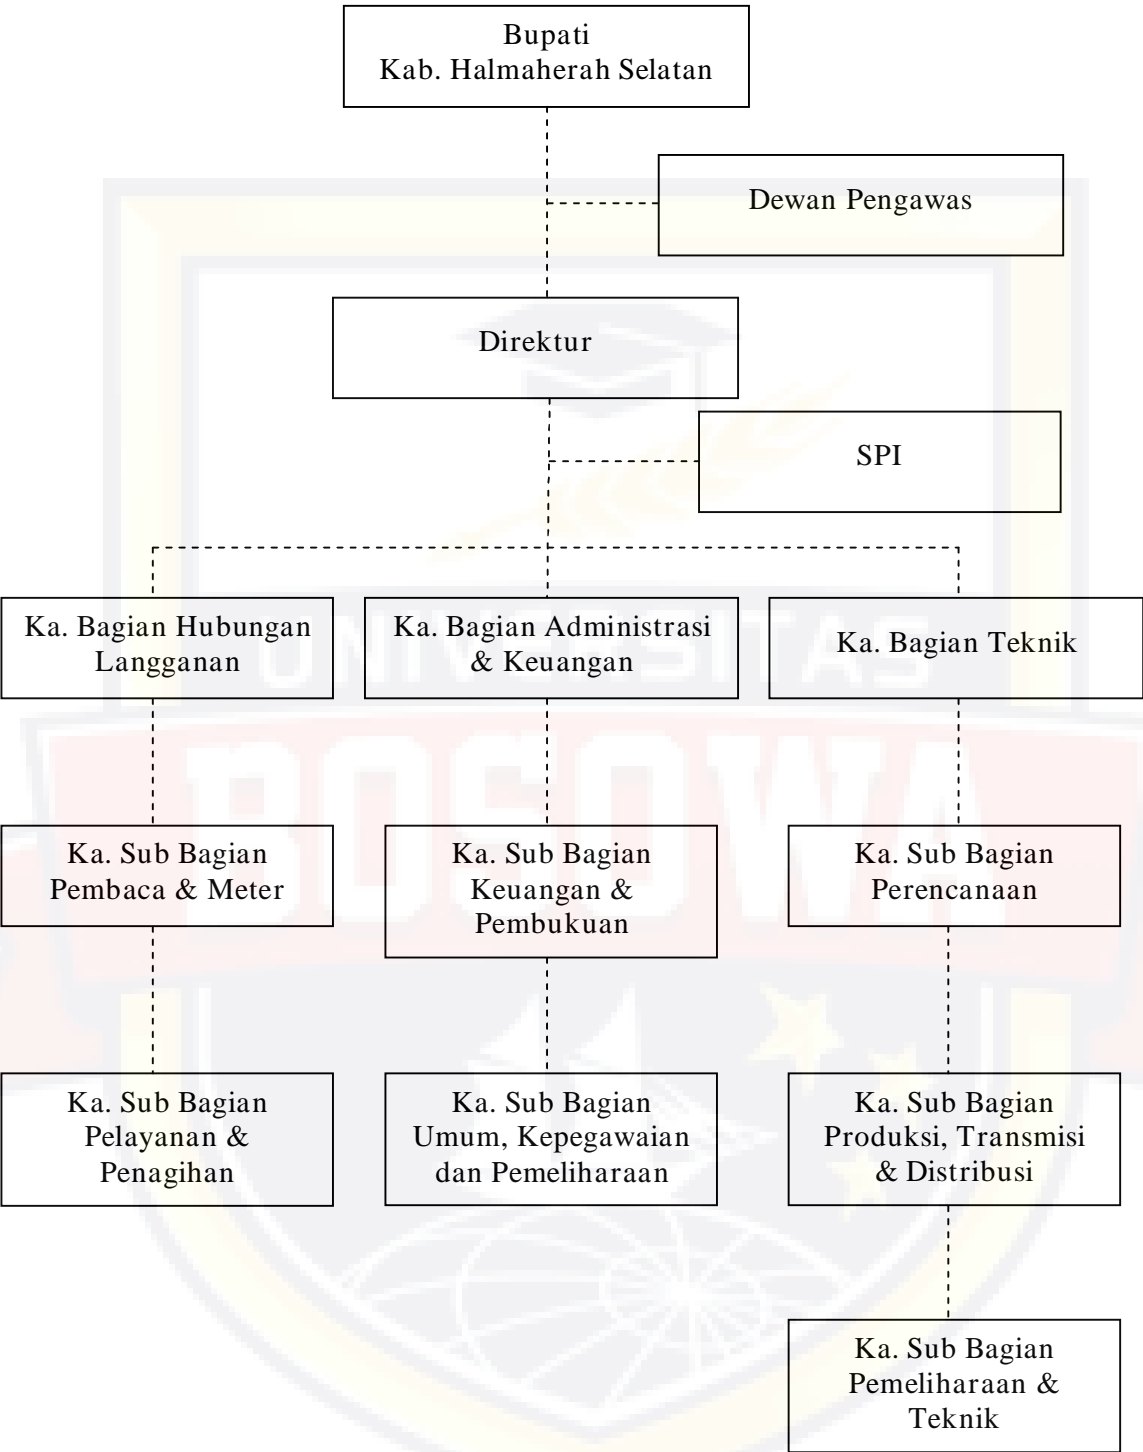 Bupati
Kab. Halmaherah Selatan
Dewan Pengawas
Direktur
SPI
Ka. Bagian Hubungan
Langganan
Ka. Bagian Administrasi
& Keuangan
Ka. Bagian Teknik
UNIVERSITAS
BOSOWA
Ka. Sub Bagian
Pembaca & Meter
Ka. Sub Bagian
Keuangan &
Pembukuan
Ka. Sub Bagian
Perencanaan
Ka. Sub Bagian
Pelayanan &
Penagihan
Ka. Sub Bagian
Umum, Kepegawaian
dan Pemeliharaan
Ka. Sub Bagian
Produksi, Transmisi
& Distribusi
Ka. Sub Bagian
Pemeliharaan &
Teknik